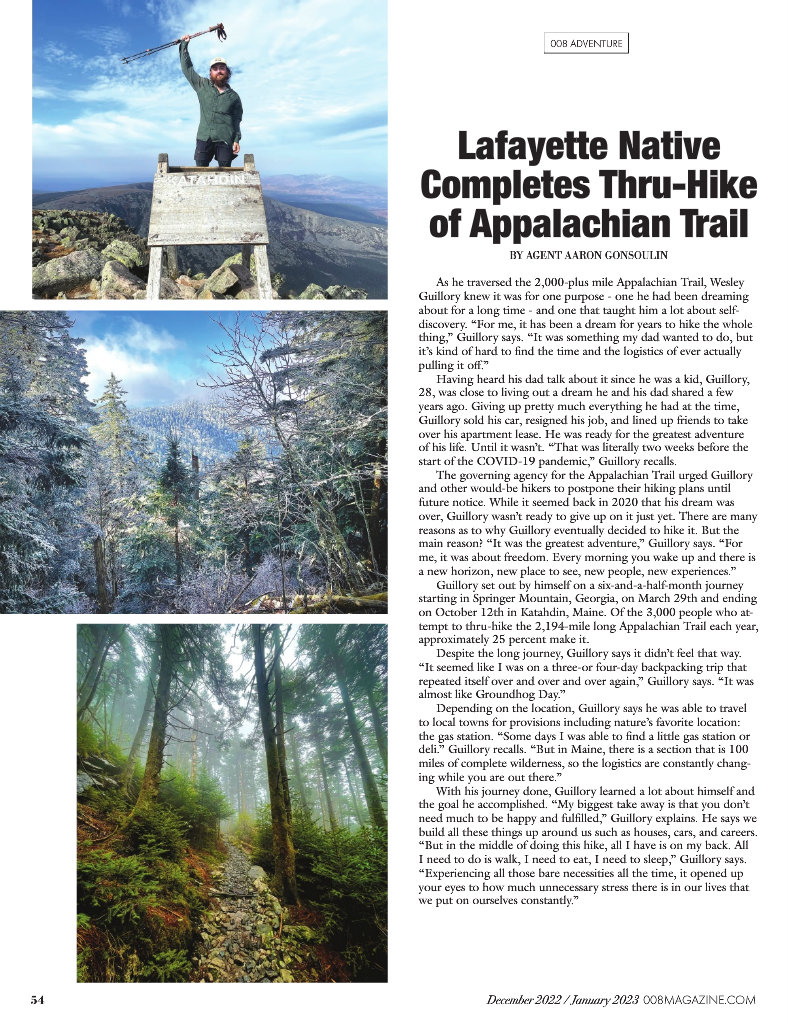 008 ADVENTURE
Lafayette Native
Completes Thru-Hike
of Appalachian Trail
BY AGENT AARON GONSOULIN
As he traversed the 2,000-plus mile Appalachian Trail, Wesley
Guillory knew it was for one purpose - one he had been dreaming
about for a long time - and one that taught him a lot about self-
discovery. “For me, it has been a dream for years to hike the whole
thing,” Guillory says. “It was something my dad wanted to do, but
it’s kind of hard to find the time and the logistics of ever actually
pulling it off.”
Having heard his dad talk about it since he was a kid, Guillory,
28, was close to living out a dream he and his dad shared a few
years ago. Giving up pretty much everything he had at the time,
Guillory sold his car, resigned his job, and lined up friends to take
over his apartment lease. He was ready for the greatest adventure
of his life. Until it wasn’t. “That was literally two weeks before the
start of the COVID-19 pandemic,” Guillory recalls.
The governing agency for the Appalachian Trail urged Guillory
and other would-be hikers to postpone their hiking plans until
future notice. While it seemed back in 2020 that his dream was
over, Guillory wasn’t ready to give up on it just yet. There are many
reasons as to why Guillory eventually decided to hike it. But the
main reason? “It was the greatest adventure,” Guillory says. “For
me, it was about freedom. Every morning you wake up and there is
a new horizon, new place to see, new people, new experiences.”
Guillory set out by himself on a six-and-a-half-month journey
starting in Springer Mountain, Georgia, on March 29th and ending
on October 12th in Katahdin, Maine. Of the 3,000 people who at-
tempt to thru-hike the 2,194-mile long Appalachian Trail each year,
approximately 25 percent make it.
Despite the long journey, Guillory says it didn’t feel that way.
“It seemed like I was on a three-or four-day backpacking trip that
repeated itself over and over and over again,” Guillory says. “It was
almost like Groundhog Day.”
Depending on the location, Guillory says he was able to travel
to local towns for provisions including nature’s favorite location:
the gas station. “Some days I was able to find a little gas station or
deli.” Guillory recalls. “But in Maine, there is a section that is 100
miles of complete wilderness, so the logistics are constantly chang-
ing while you are out there.”
With his journey done, Guillory learned a lot about himself and
the goal he accomplished. “My biggest take away is that you don’t
need much to be happy and fulfilled,” Guillory explains. He says we
build all these things up around us such as houses, cars, and careers.
“But in the middle of doing this hike, all I have is on my back. All
I need to do is walk, I need to eat, I need to sleep,” Guillory says.
“Experiencing all those bare necessities all the time, it opened up
your eyes to how much unnecessary stress there is in our lives that
we put on ourselves constantly.”
54
December 2022 / January 2023 008MAGAZINE.COM